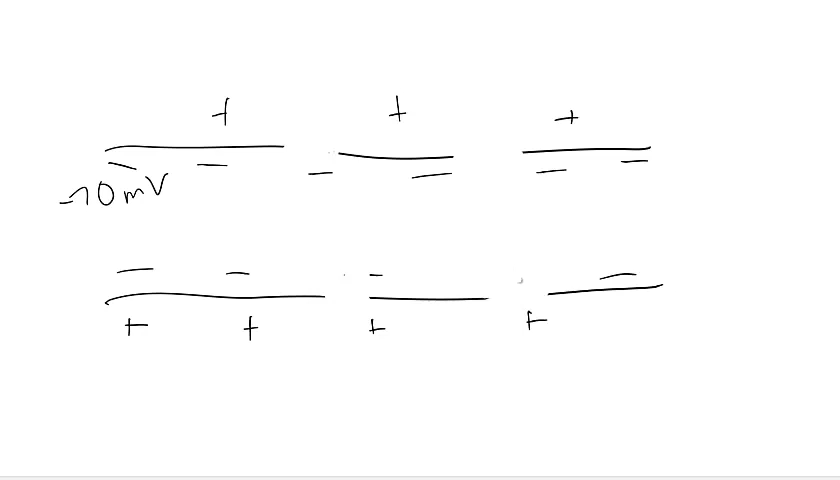 + + +
− − − − − −
-70mV
− − − −
+ + + +